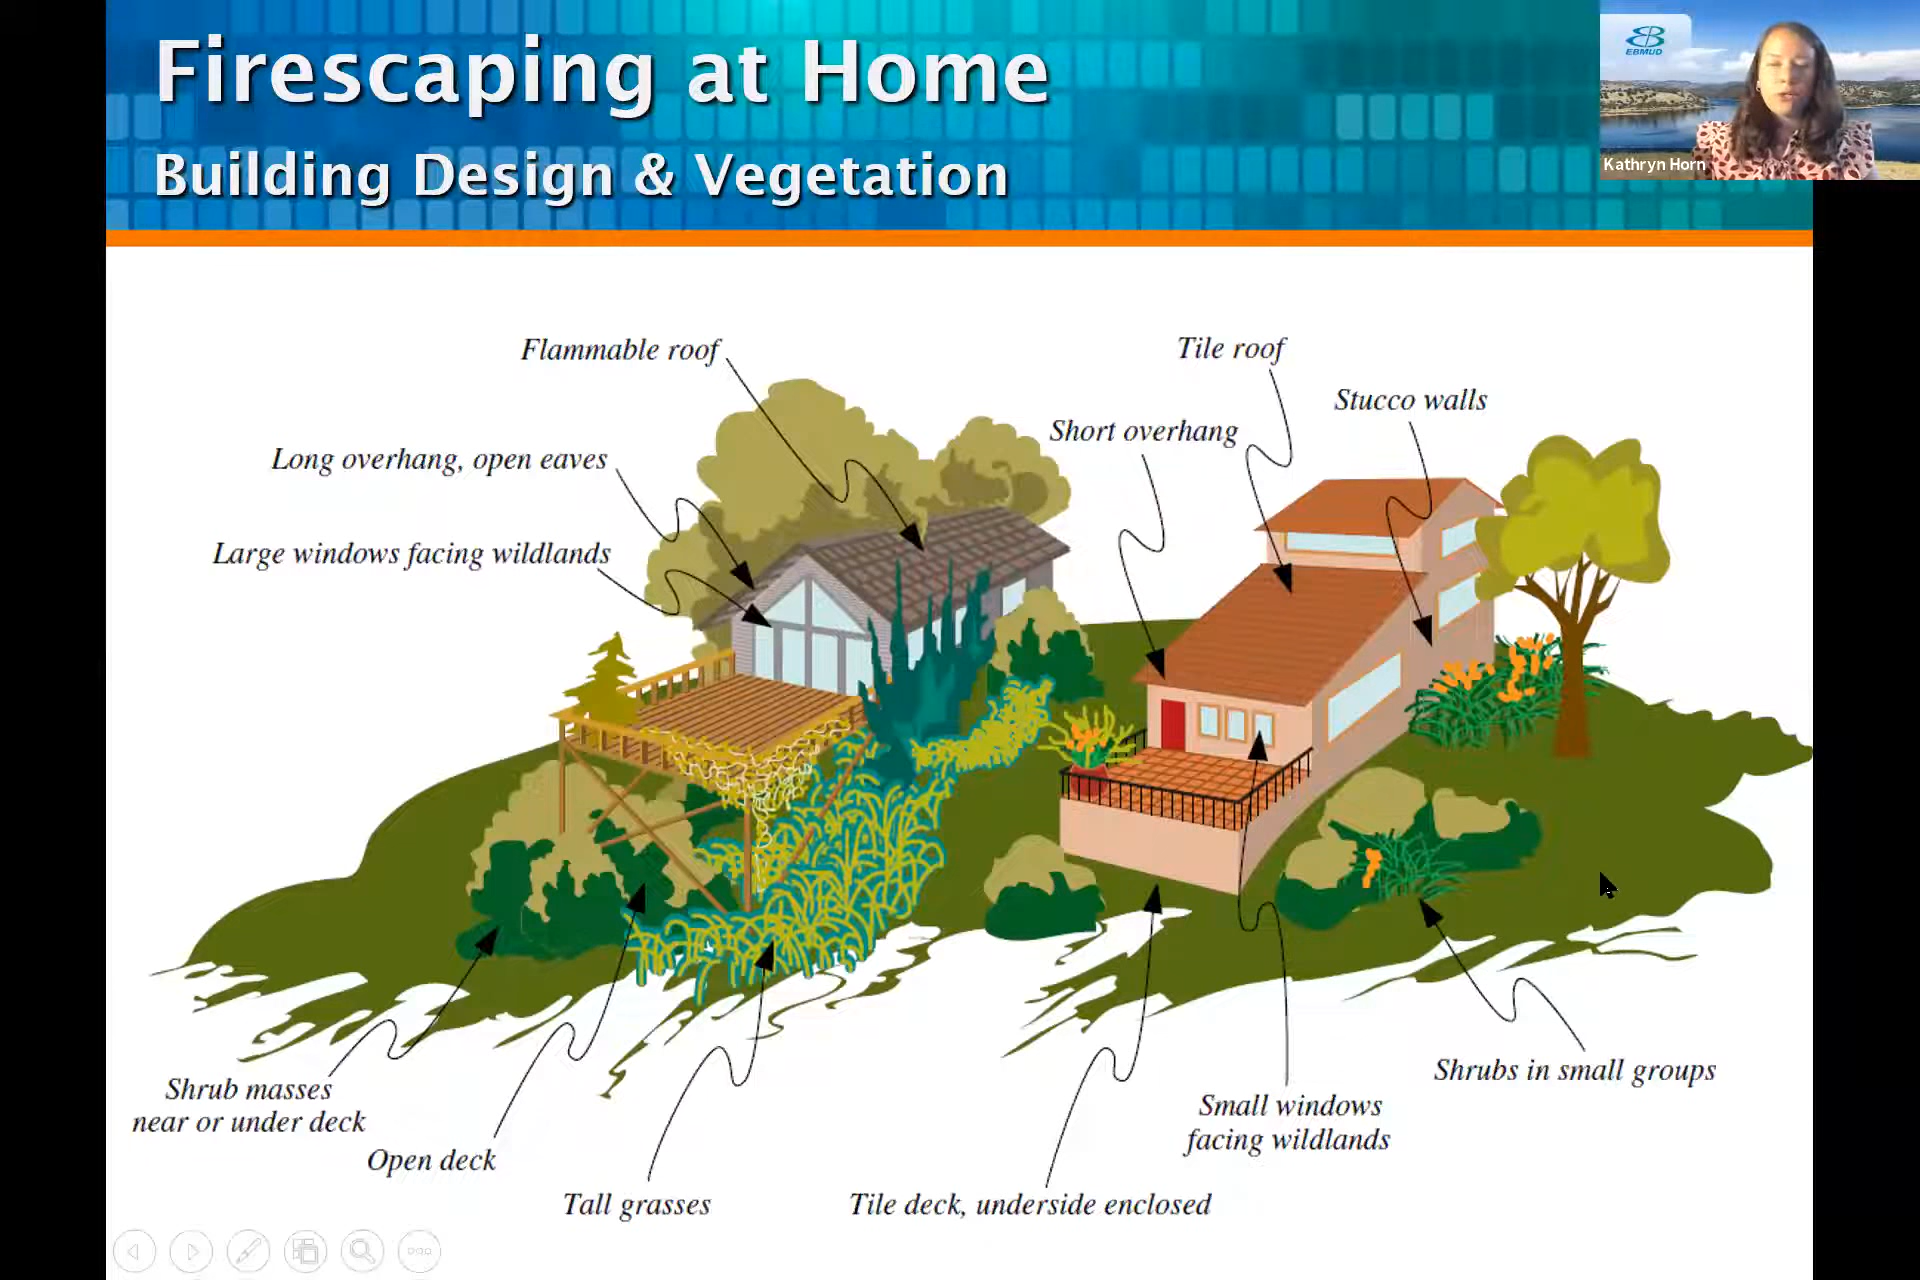 Firescaping at Home
Building Design & Vegetation
EBMUD
Kathryn Horn
Flammable roof
Tile roof
Stucco walls
Short overhang
Long overhang, open eaves
Large windows facing wildlands
Shrub masses
near or under deck
Open deck
Tall grasses
Tile deck, underside enclosed
Small windows
facing wildlands
Shrubs in small groups